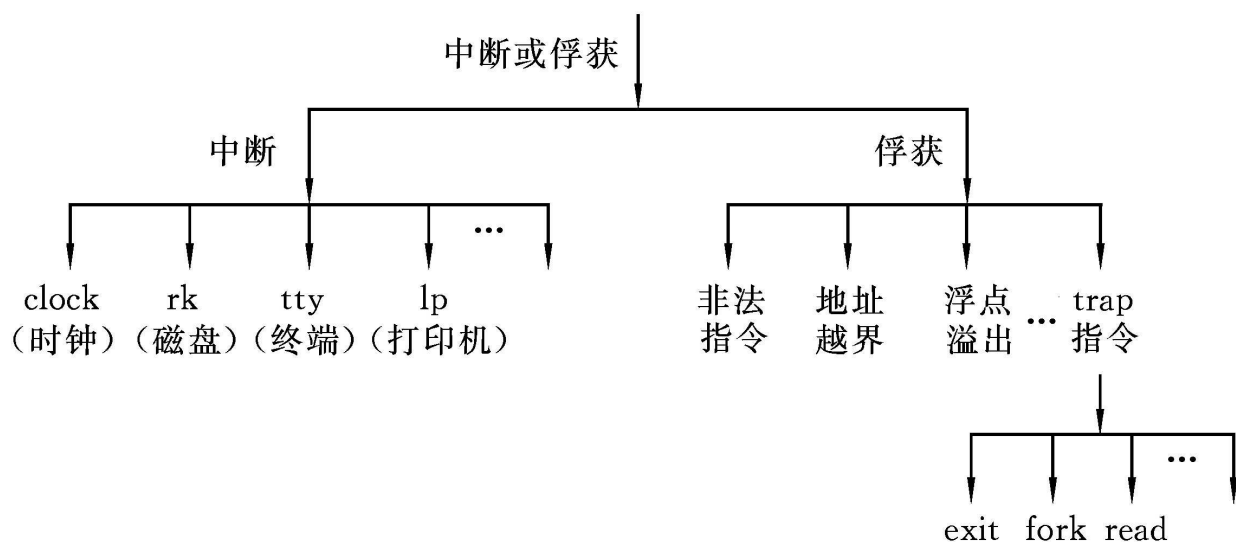 中断或俘获
中断
俘获
…
clock rk tty lp 非法 地址 浮点 trap
(时钟) (磁盘) (终端) (打印机) 指令 越界 溢出 … 指令
…
exit fork read